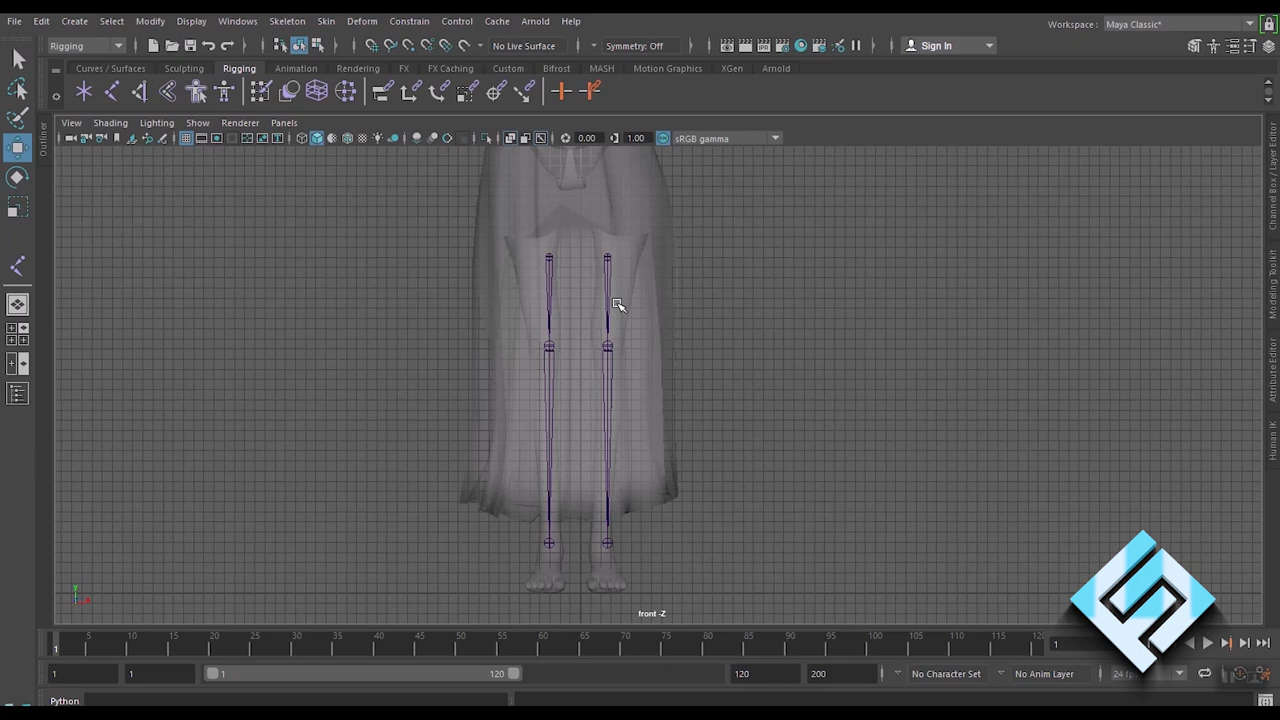 File Edit Create Select Modify Display Windows Skeleton Skin Deform Constrain Control Cache Arnold Help
Workspace : Maya Classic*
Rigging No Live Surface Symmetry: Off Sign In
Curves / Surfaces Sculpting Rigging Animation Rendering FX FX Caching Custom Bifrost MASH Motion Graphics XGen Arnold
View Shading Lighting Show Renderer Panels
0.00 1.00 sRGB gamma
Outliner
Channel Box / Layer Editor
Modeling Toolkit
Attribute Editor
Human IK
y
front -Z
5 10 15 20 25 30 35 40 45 50 55 60 65 70 75 80 85 90 95 100 105 110 115 120
1 1
1 1 1 120 120 200 No Character Set No Anim Layer 24 fps
Python